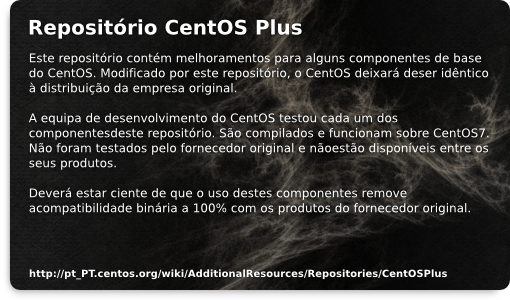 Repositório CentOS Plus
Este repositório contém melhoramentos para alguns componentes de base
do CentOS. Modificado por este repositório, o CentOS deixará deser idêntico
à distribuição da empresa original.
A equipa de desenvolvimento do CentOS testou cada um dos
componentesdeste repositório. São compilados e funcionam sobre CentOS7.
Não foram testados pelo fornecedor original e nãoestão disponíveis entre os
seus produtos.
Deverá estar ciente de que o uso destes componentes remove
acompatibilidade binária a 100% com os produtos do fornecedor original.
http://pt_PT.centos.org/wiki/AdditionalResources/Repositories/CentOSPlus